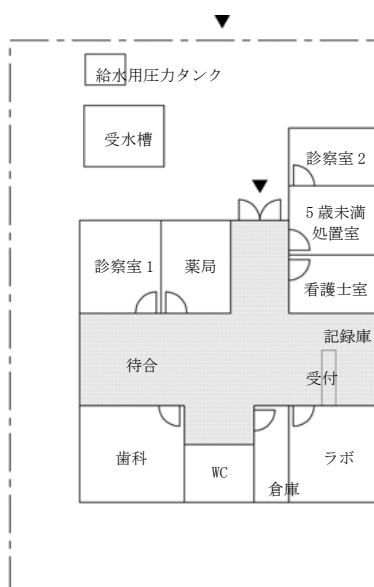 給水用圧力タンク
受水槽
診察室 2
5 歳未満
処置室
診察室 1
薬局
看護士室
記録庫
待合
受付
歯科
WC
倉庫
ラボ